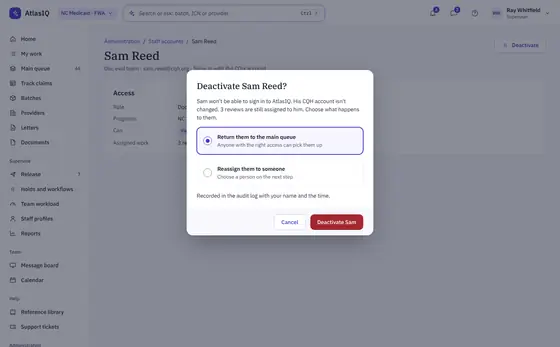 AtlasIQ
NC Medicaid · FWA
Search or scan: batch, ICN or provider
Ctrl
Ray Whitfield
Supervisor
Home
My work
Main queue
Track claims
Batches
Providers
Letters
Documents
Supervise
Release
Holds and workflows
Team workload
Staff profiles
Reports
Team
Message board
Calendar
Help
Reference library
Support tickets
Administration
Administration / Staff accounts / Sam Reed
Sam Reed
Deactivate
Access
Role
Programs
Can
Assigned work
Deactivate Sam Reed?
Sam won't be able to sign in to AtlasIQ. His CQH account isn't
changed. 3 reviews are still assigned to him. Choose what happens
to them.
Return them to the main queue
Anyone with the right access can pick them up
Reassign them to someone
Choose a person on the next step
Recorded in the audit log with your name and the time.
Cancel
Deactivate Sam